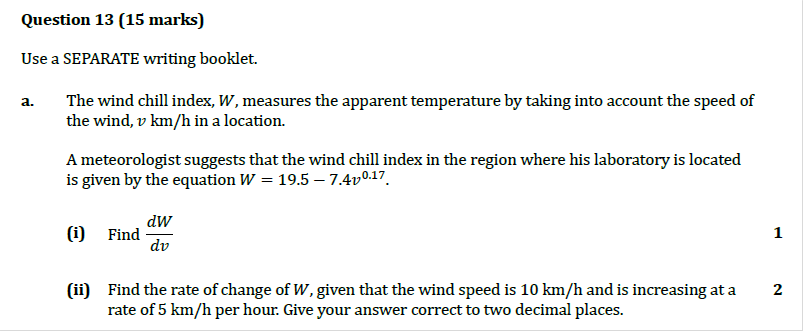 Question 13 (15 marks)
Use a SEPARATE writing booklet.
a. The wind chill index, W, measures the apparent temperature by taking into account the speed of
the wind, v km/h in a location.
A meteorologist suggests that the wind chill index in the region where his laboratory is located
is given by the equation W = 19.5 – 7.4v^0.17.
(i) Find dW/dv 1
(ii) Find the rate of change of W, given that the wind speed is 10 km/h and is increasing at a 2
rate of 5 km/h per hour. Give your answer correct to two decimal places.